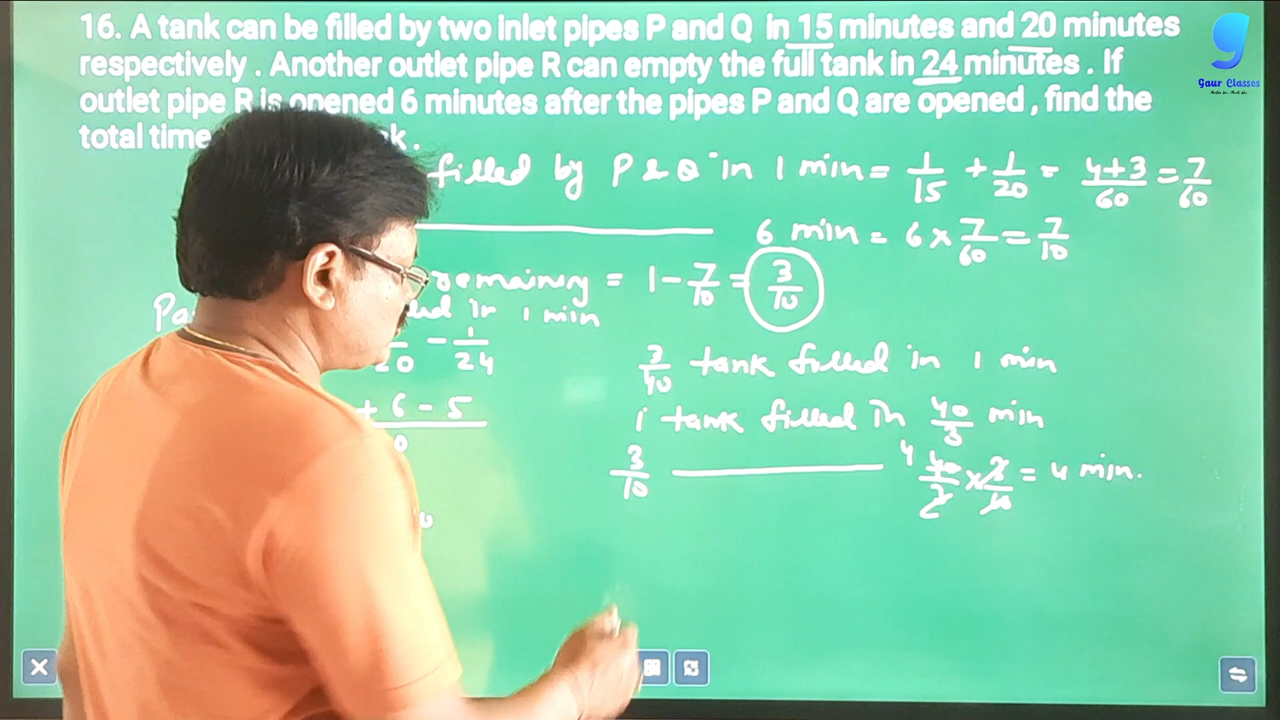 16. A tank can be filled by two inlet pipes P and Q in 15 minutes and 20 minutes
respectively . Another outlet pipe R can empty the full tank in 24 minutes . If
outlet pipe R is opened 6 minutes after the pipes P and Q are opened , find the
total time
g
Gaur Classes
filled by P & Q in 1 min = 1/15 + 1/20 = 4+3/60 = 7/60
6 min = 6 × 7/60 = 7/10
remaining = 1 - 7/10 = 3/10
in 1 min
- 1/24
3/40 tank filled in 1 min
+ 6 - 5
1 tank filled in 40/3 min
3/10 4 40/3 × 3/10 = 4 min.